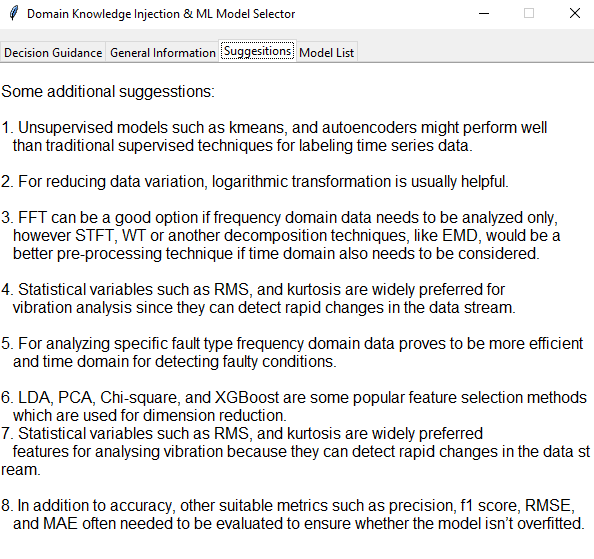 Domain Knowledge Injection & ML Model Selector
Decision Guidance General Information Suggesitions Model List
Some additional suggesstions:
1. Unsupervised models such as kmeans, and autoencoders might perform well
than traditional supervised techniques for labeling time series data.
2. For reducing data variation, logarithmic transformation is usually helpful.
3. FFT can be a good option if frequency domain data needs to be analyzed only,
however STFT, WT or another decomposition techniques, like EMD, would be a
better pre-processing technique if time domain also needs to be considered.
4. Statistical variables such as RMS, and kurtosis are widely preferred for
vibration analysis since they can detect rapid changes in the data stream.
5. For analyzing specific fault type frequency domain data proves to be more efficient
and time domain for detecting faulty conditions.
6. LDA, PCA, Chi-square, and XGBoost are some popular feature selection methods
which are used for dimension reduction.
7. Statistical variables such as RMS, and kurtosis are widely preferred
features for analysing vibration because they can detect rapid changes in the data st
ream.
8. In addition to accuracy, other suitable metrics such as precision, f1 score, RMSE,
and MAE often needed to be evaluated to ensure whether the model isn't overfitted.